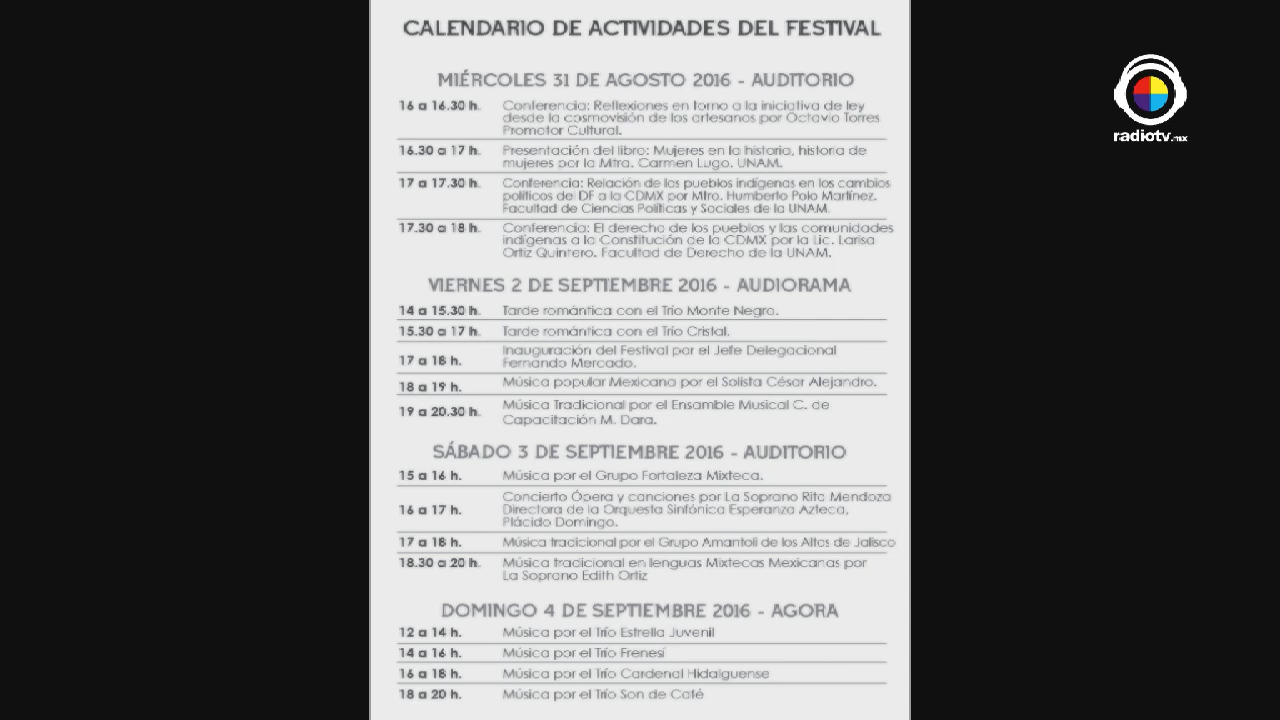 CALENDARIO DE ACTIVIDADES DEL FESTIVAL
MIÉRCOLES 31 DE AGOSTO 2016 - AUDITORIO
16 a 16.30 h. Conferencia: Reflexiones en torno a la iniciativa de ley
desde la cosmovisión de los artesanos por Octavio Torres
Promotor Cultural.
16.30 a 17 h. Presentación del libro: Mujeres en la historia, historia de
mujeres por la Mtra. Carmen Lugo. UNAM.
17 a 17.30 h. Conferencia: Relación de los pueblos indígenas en los cambios
políticos del DF a la CDMX por Mtro. Humberto Polo Martínez.
Facultad de Ciencias Políticas y Sociales de la UNAM.
17.30 a 18 h. Conferencia: El derecho de los pueblos y las comunidades
indígenas a la Constitución de la CDMX por la Lic. Larisa
Ortiz Quintero. Facultad de Derecho de la UNAM.
VIERNES 2 DE SEPTIEMBRE 2016 - AUDIORAMA
14 a 15.30 h. Tarde romántica con el Trío Monte Negro.
15.30 a 17 h. Tarde romántica con el Trío Cristal.
17 a 18 h. Inauguración del Festival por el Jefe Delegacional
Fernando Mercado.
18 a 19 h. Música popular Mexicana por el Solista César Alejandro.
19 a 20.30 h. Música Tradicional por el Ensamble Musical C. de
Capacitación M. Dara.
SÁBADO 3 DE SEPTIEMBRE 2016 - AUDITORIO
15 a 16 h. Música por el Grupo Fortaleza Mixteca.
16 a 17 h. Concierto Ópera y canciones por La Soprano Rita Mendoza
Directora de la Orquesta Sinfónica Esperanza Azteca,
Plácido Domingo.
17 a 18 h. Música tradicional por el Grupo Amantoli de los Altos de Jalisco
18.30 a 20 h. Música tradicional en lenguas Mixtecas Mexicanas por
La Soprano Edith Ortiz
DOMINGO 4 DE SEPTIEMBRE 2016 - AGORA
12 a 14 h. Música por el Trío Estrella Juvenil
14 a 16 h. Música por el Trío Frenesí
16 a 18 h. Música por el Trío Cardenal Hidalguense
18 a 20 h. Música por el Trío Son de Café
radiotv.mx